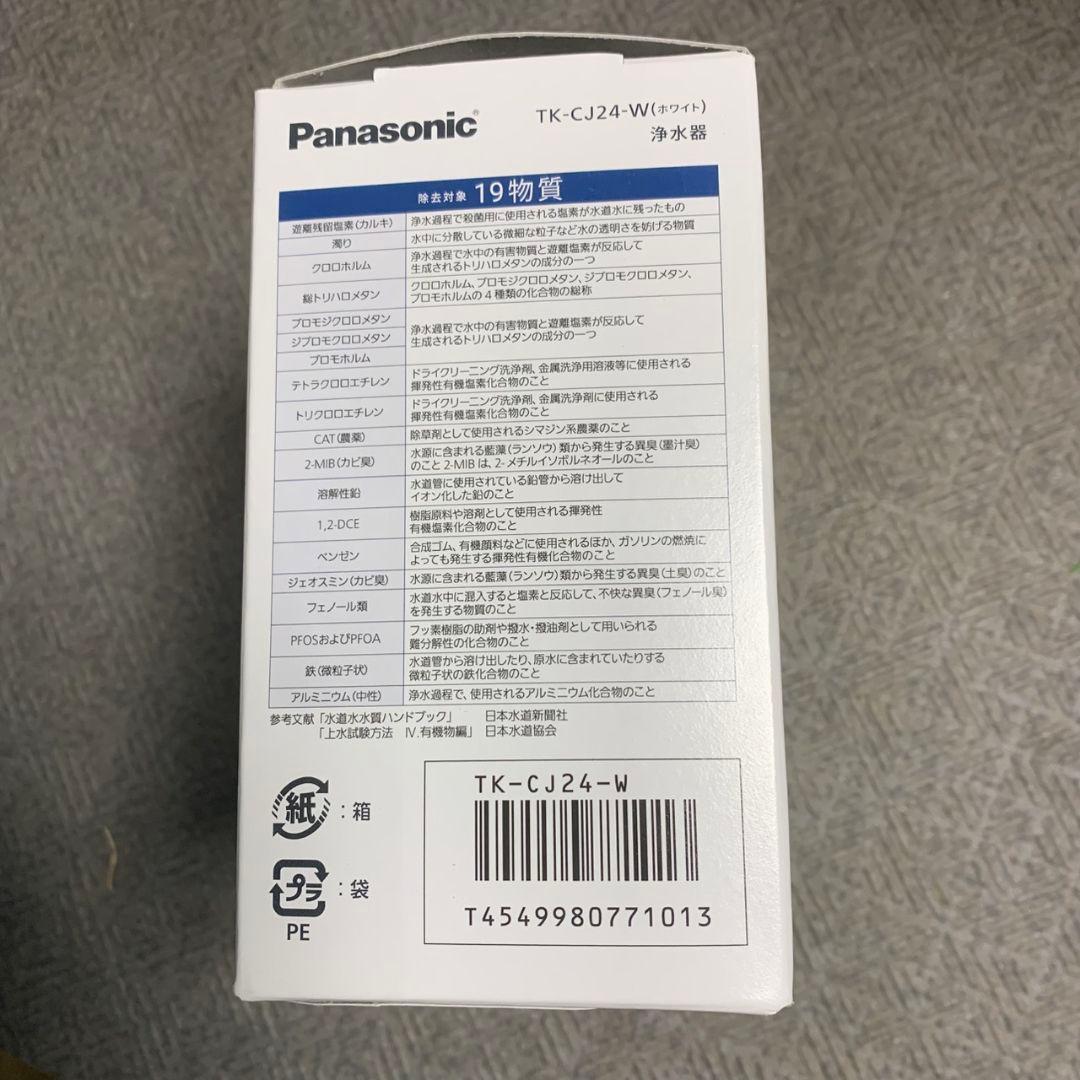 Panasonic®
TK-CJ24-W(ホワイト)
浄水器
除去対象 19物質
遊離残留塩素(カルキ)
浄水過程で殺菌用に使用される塩素が水道水に残ったもの
濁り
水中に分散している微細な粒子など水の透明さを妨げる物質
クロロホルム
浄水過程で水中の有害物質と遊離塩素が反応して
生成されるトリハロメタンの成分の一つ
総トリハロメタン
クロロホルム、ブロモジクロロメタン、ジブロモクロロメタン、
ブロモホルムの4種類の化合物の総称
ブロモジクロロメタン
ジブロモクロロメタン
ブロモホルム
浄水過程で水中の有害物質と遊離塩素が反応して
生成されるトリハロメタンの成分の一つ
テトラクロロエチレン
ドライクリーニング洗浄剤、金属洗浄用溶液等に使用される
揮発性有機塩素化合物のこと
トリクロロエチレン
ドライクリーニング洗浄剤、金属洗浄剤に使用される
揮発性有機塩素化合物のこと
CAT(農薬)
除草剤として使用されるシマジン系農薬のこと
2-MIB(カビ臭)
水源に含まれる藍藻(ランソウ)類から発生する異臭(墨汁臭)
のこと 2-MIBは、2-メチルイソボルネオールのこと
溶解性鉛
水道管に使用されている鉛管から溶け出して
イオン化した鉛のこと
1,2-DCE
樹脂原料や溶剤として使用される揮発性
有機塩素化合物のこと
ベンゼン
合成ゴム、有機顔料などに使用されるほか、ガソリンの燃焼に
よっても発生する揮発性有機化合物のこと
ジェオスミン(カビ臭)
水源に含まれる藍藻(ランソウ)類から発生する異臭(土臭)のこと
フェノール類
水道水中に混入すると塩素と反応して、不快な異臭(フェノール臭)
を発生する物質のこと
PFOSおよびPFOA
フッ素樹脂の助剤や撥水・撥油剤として用いられる
難分解性の化合物のこと
鉄(微粒子状)
水道管から溶け出したり、原水に含まれていたりする
微粒子状の鉄化合物のこと
アルミニウム(中性)
浄水過程で、使用されるアルミニウム化合物のこと
参考文献「水道水水質ハンドブック」 日本水道新聞社
「上水試験方法 Ⅳ.有機物編」 日本水道協会
紙:箱
プラ:袋
PE
TK-CJ24-W
T4549980771013